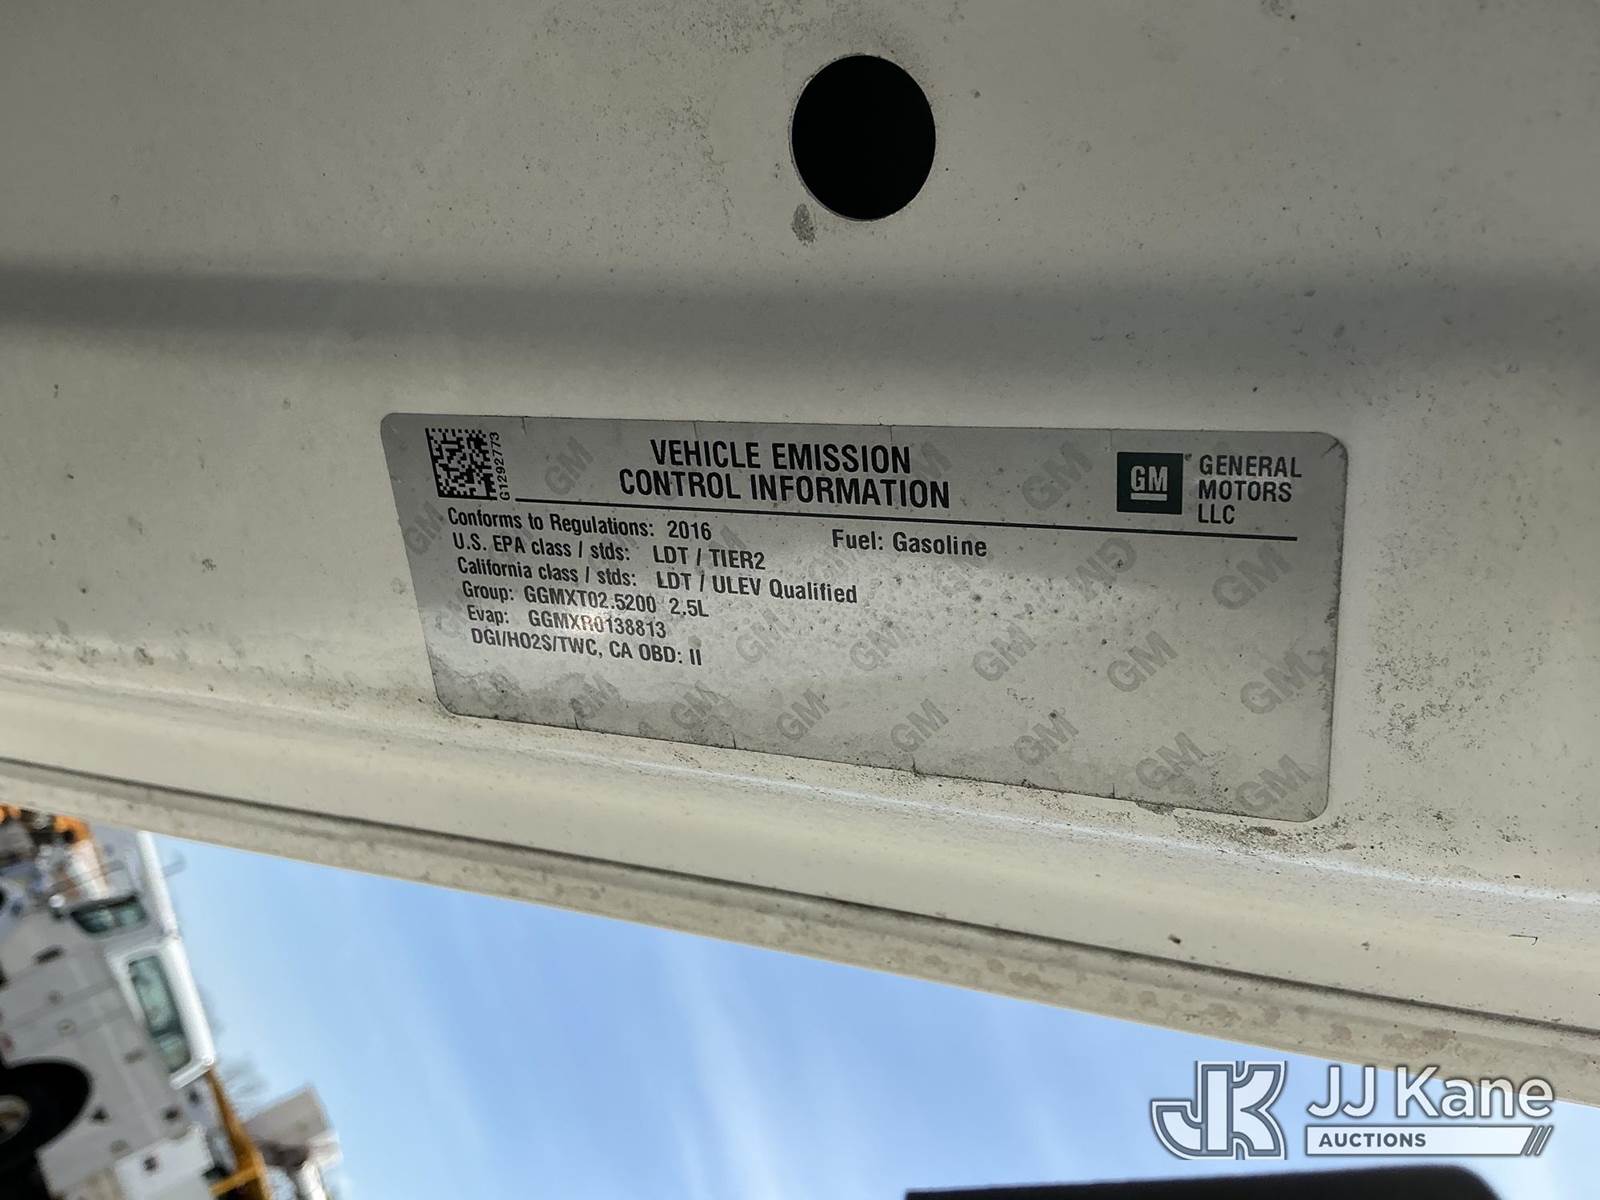 G1292773
VEHICLE EMISSION
CONTROL INFORMATION
GM
GENERAL
MOTORS
LLC
Conforms to Regulations: 2016
Fuel: Gasoline
U.S. EPA class / stds: LDT / TIER2
California class / stds: LDT / ULEV Qualified
Group: GGMXT02.5200 2.5L
Evap: GGMXR0138813
DGI/HO2S/TWC, CA OBD: II
JK JJ Kane
AUCTIONS